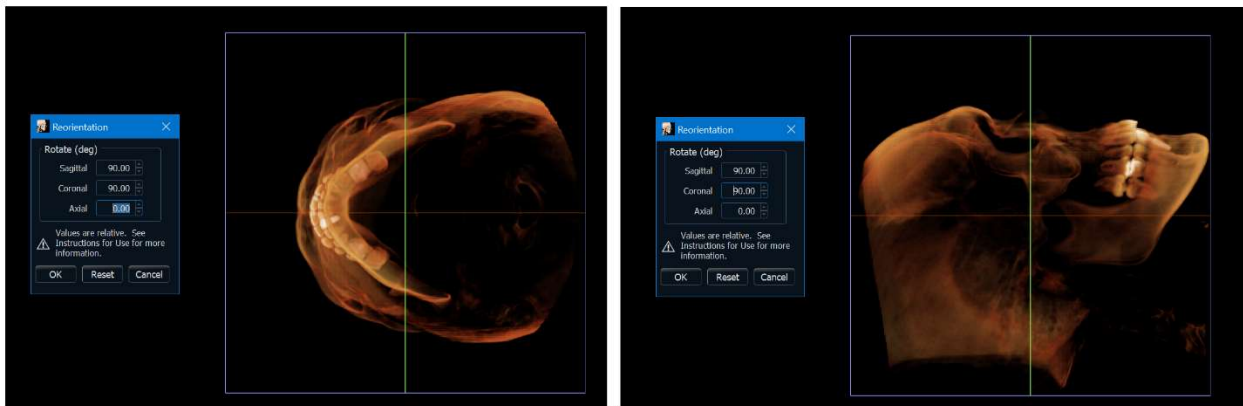 Reorientation
Rotate (deg)
Sagittal 90.00
Coronal 90.00
Axial 0.00
Values are relative. See
Instructions for Use for more
information.
OK Reset Cancel
Reorientation
Rotate (deg)
Sagittal 90.00
Coronal 90.00
Axial 0.00
Values are relative. See
Instructions for Use for more
information.
OK Reset Cancel